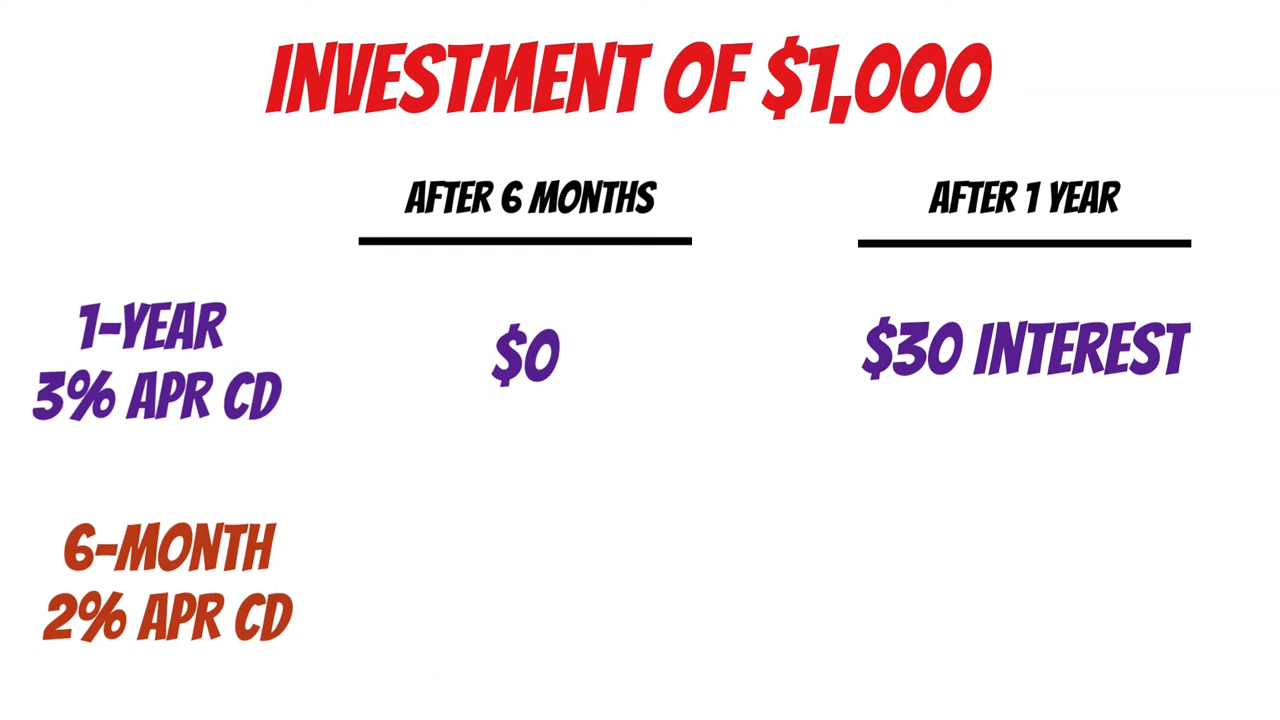 INVESTMENT OF $1,000
AFTER 6 MONTHS
AFTER 1 YEAR
1-YEAR
3% APR CD
$0
$30 INTEREST
6-MONTH
2% APR CD